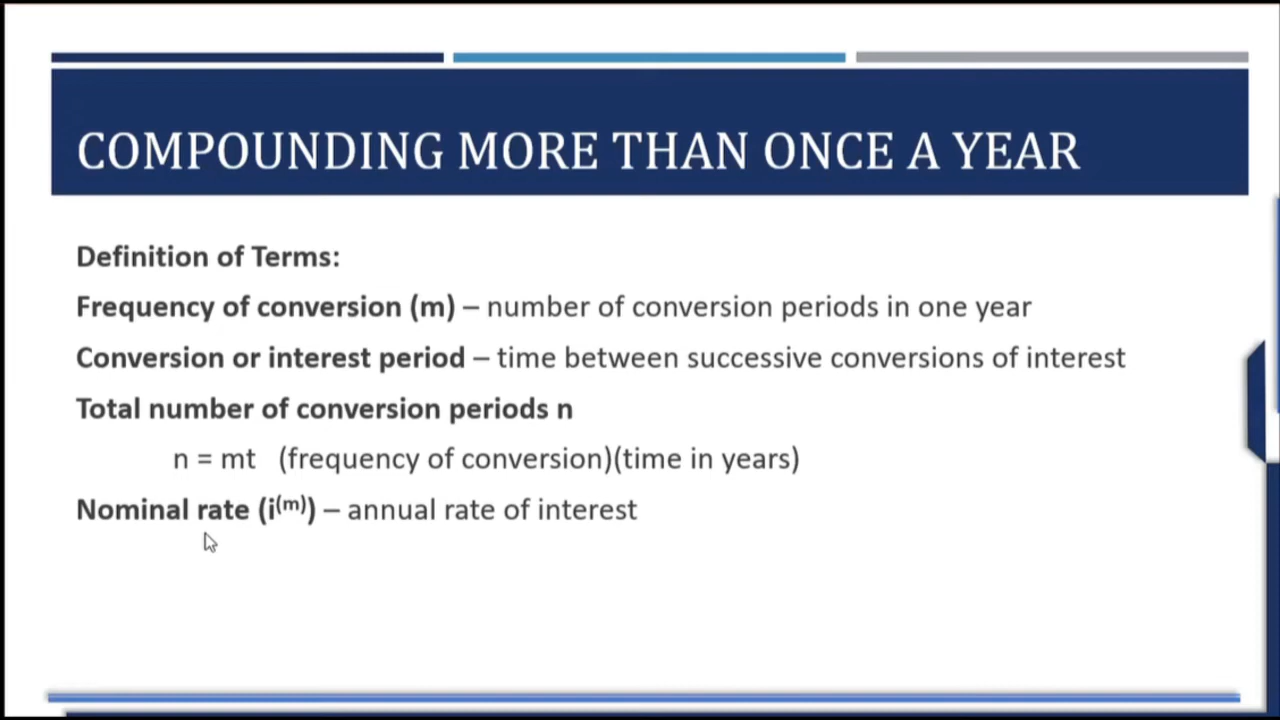 COMPOUNDING MORE THAN ONCE A YEAR
Definition of Terms:
Frequency of conversion (m) – number of conversion periods in one year
Conversion or interest period – time between successive conversions of interest
Total number of conversion periods n
n = mt (frequency of conversion)(time in years)
Nominal rate (i⁽ᵐ⁾) – annual rate of interest